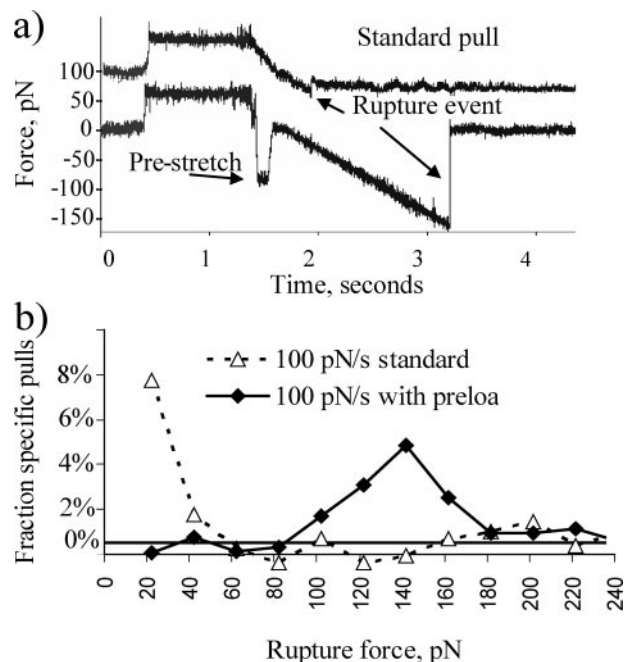 a)
Standard pull
Force, pN
100
50
0
-50
-100
-150
Rupture event
Pre-stretch
0 1 2 3 4
Time, seconds
b)
Fraction specific pulls
8%
6%
4%
2%
0%
100 pN/s standard
100 pN/s with preloa
0 20 40 60 80 100 120 140 160 180 200 220 240
Rupture force, pN